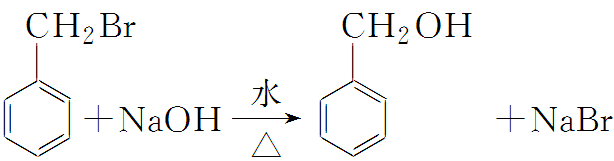 CH₂Br CH₂OH
+NaOH 水 △ +NaBr